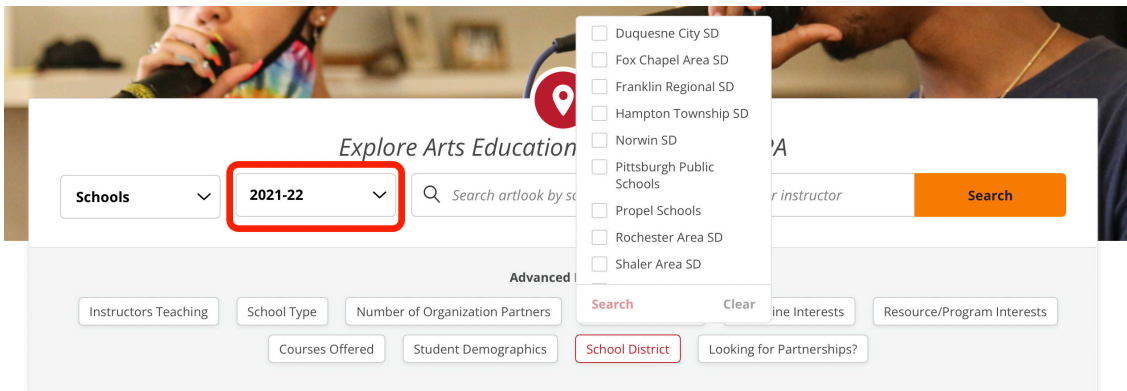 Duquesne City SD
Fox Chapel Area SD
Franklin Regional SD
Hampton Township SD
Norwin SD
Pittsburgh Public
Schools
Propel Schools
Rochester Area SD
Shaler Area SD
Search Clear
Explore Arts Education PA
Schools 2021-22 Search artlook by instructor Search
Advanced
Instructors Teaching School Type Number of Organization Partners Interests Resource/Program Interests
Courses Offered Student Demographics School District Looking for Partnerships?